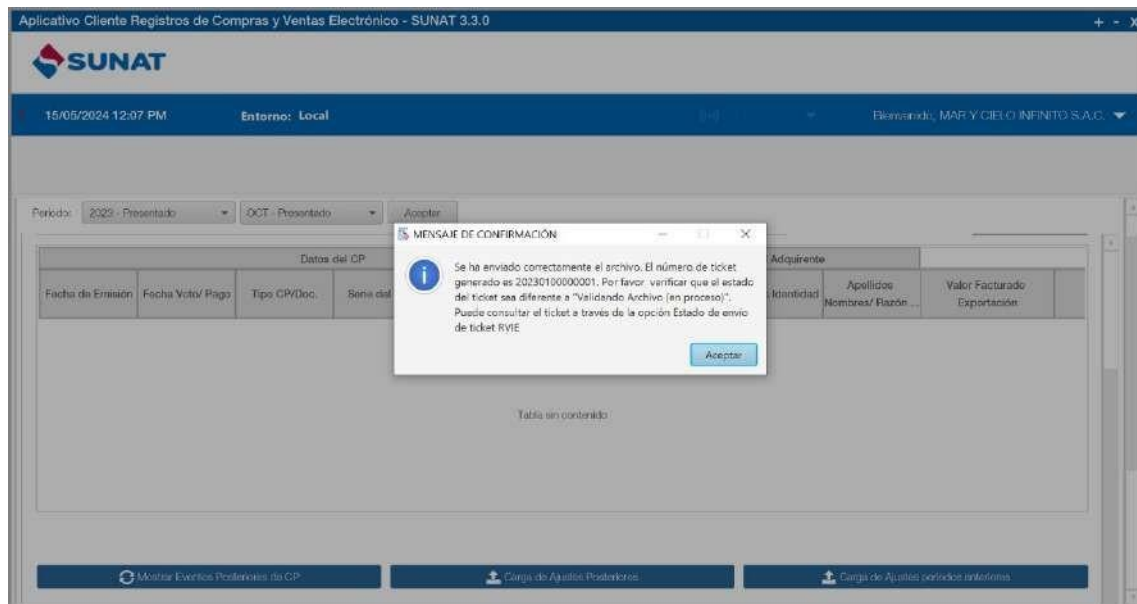 Aplicativo Cliente Registros de Compras y Ventas Electrónico - SUNAT 3.3.0
+ - X
SUNAT
15/05/2024 12:07 PM Entorno: Local Bienvenido, MAR Y CIELO INFINITO S.A.C.
Periodo: 2023 - Presentado OCT - Presentado Aceptar
MENSAJE DE CONFIRMACIÓN
Se ha enviado correctamente el archivo. El número de ticket
generado es 20230100000001. Por favor verificar que el estado
del ticket sea diferente a "Validando Archivo (en proceso)".
Puede consultar el ticket a través de la opción Estado de envio
de ticket RVIE
Aceptar
Datos del CP Adquirente
Fecha de Emisión Fecha Vcto/ Pago Tipo CP/Doc. Serie del Identidad Apellidos Nombres/ Razón ... Valor Facturado Exportación
Tabla sin contenido
Mostrar Eventos Posteriores de CP Carga de Ajustes Posteriores Carga de Ajustes periodos anteriores